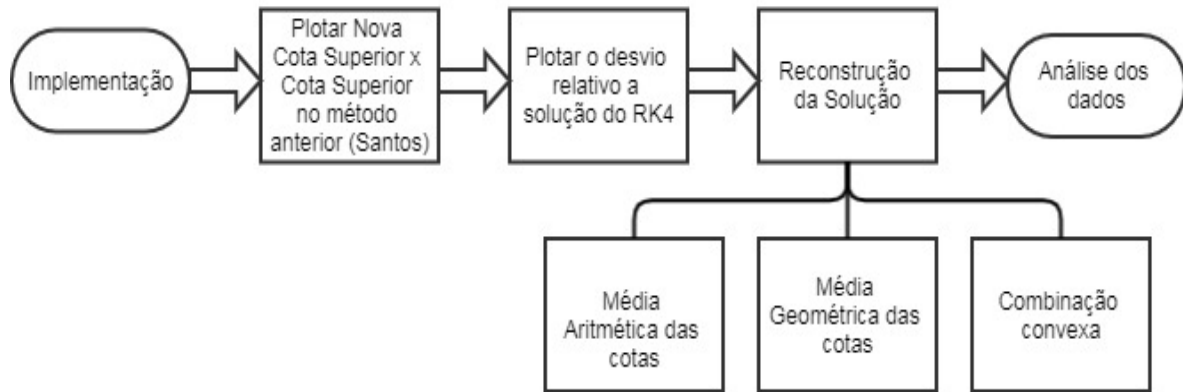 Implementação
Plotar Nova
Cota Superior x
Cota Superior
no método
anterior (Santos)
Plotar o desvio
relativo a
solução do RK4
Reconstrução
da Solução
Análise dos
dados
Média
Aritmética das
cotas
Média
Geométrica das
cotas
Combinação
convexa